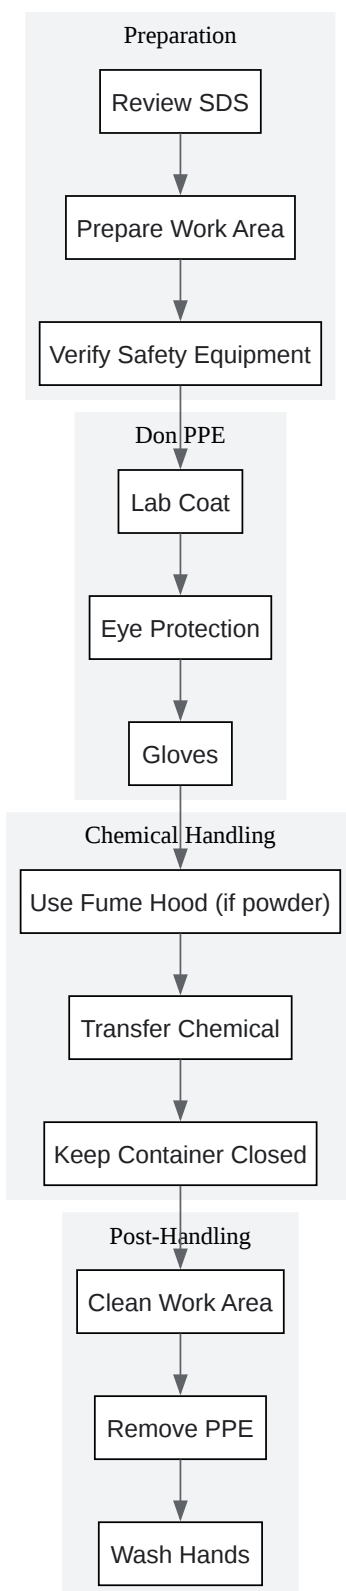 Preparation
Review SDS
Prepare Work Area
Verify Safety Equipment
Don PPE
Lab Coat
Eye Protection
Gloves
Chemical Handling
Use Fume Hood (if powder)
Transfer Chemical
Keep Container Closed
Post-Handling
Clean Work Area
Remove PPE
Wash Hands